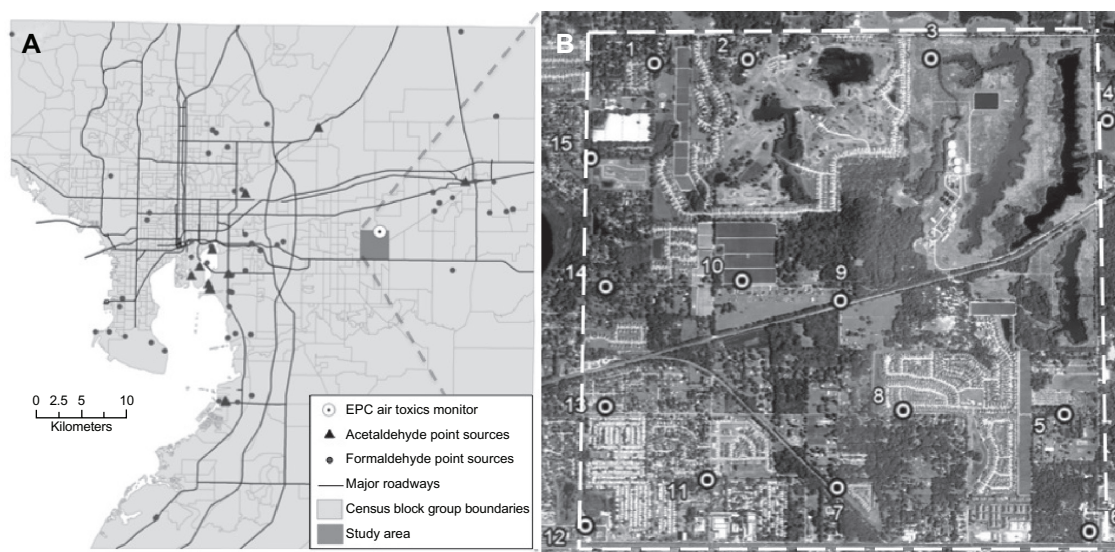 A
0 2.5 5 10
Kilometers
EPC air toxics monitor
Acetaldehyde point sources
Formaldehyde point sources
Major roadways
Census block group boundaries
Study area
B
1
2
3
4
15
14
10
9
13
8
5
11
7
12